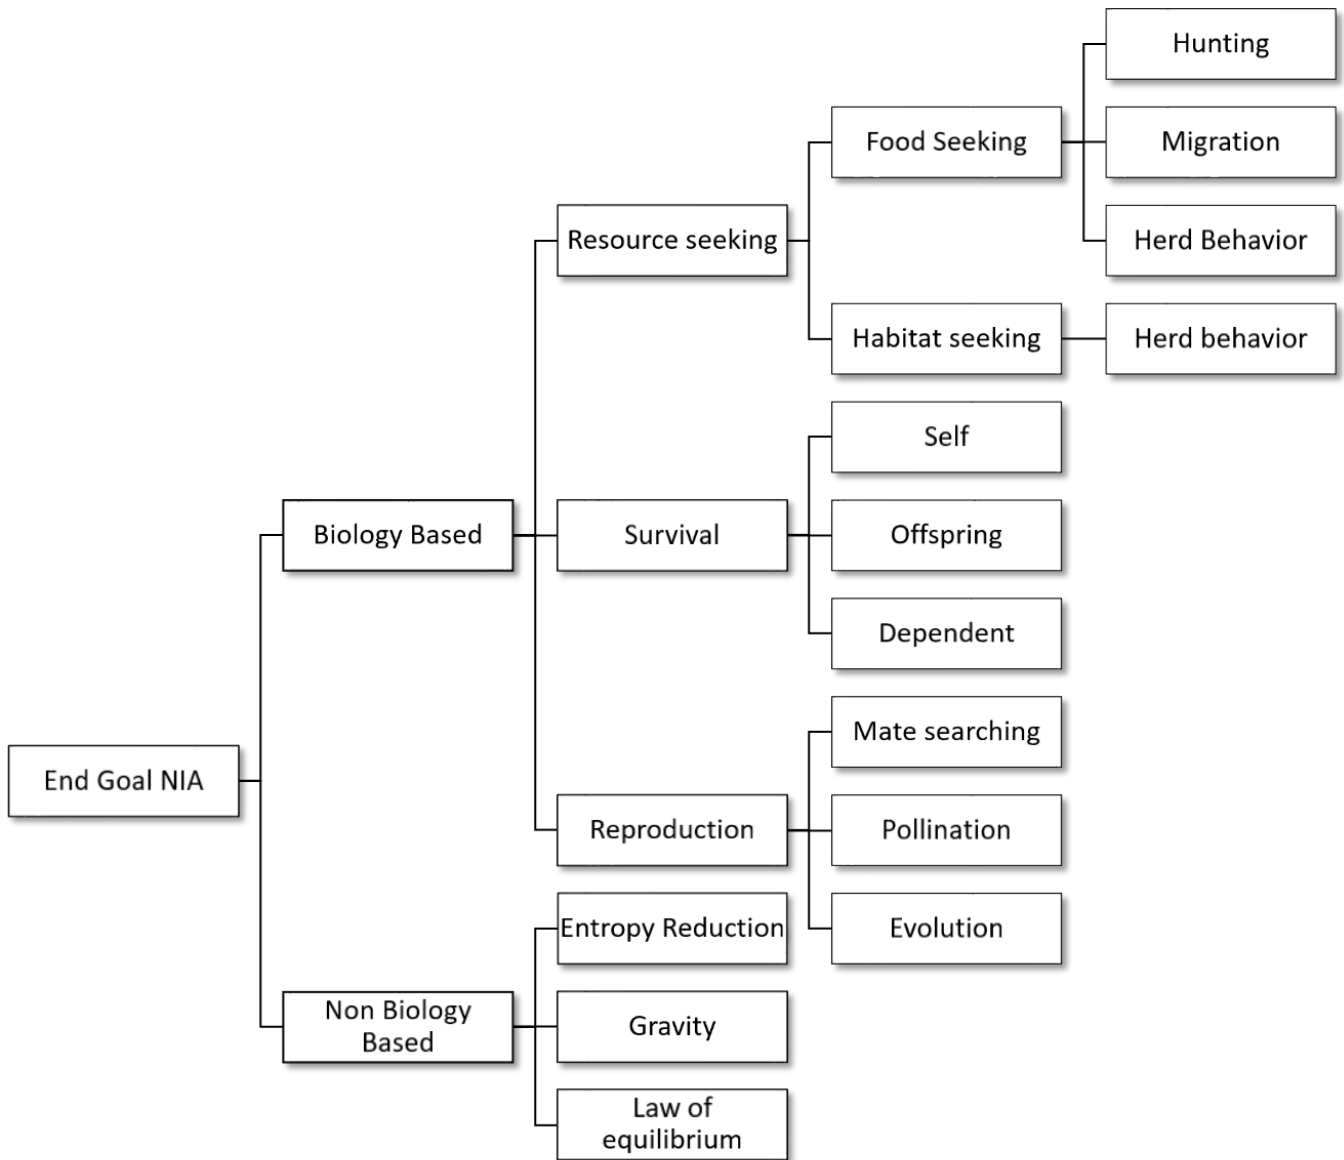 Hunting
Food Seeking
Migration
Resource seeking
Herd Behavior
Habitat seeking
Herd behavior
Self
Biology Based
Survival
Offspring
Dependent
Mate searching
End Goal NIA
Reproduction
Pollination
Entropy Reduction
Evolution
Non Biology
Based
Gravity
Law of
equilibrium